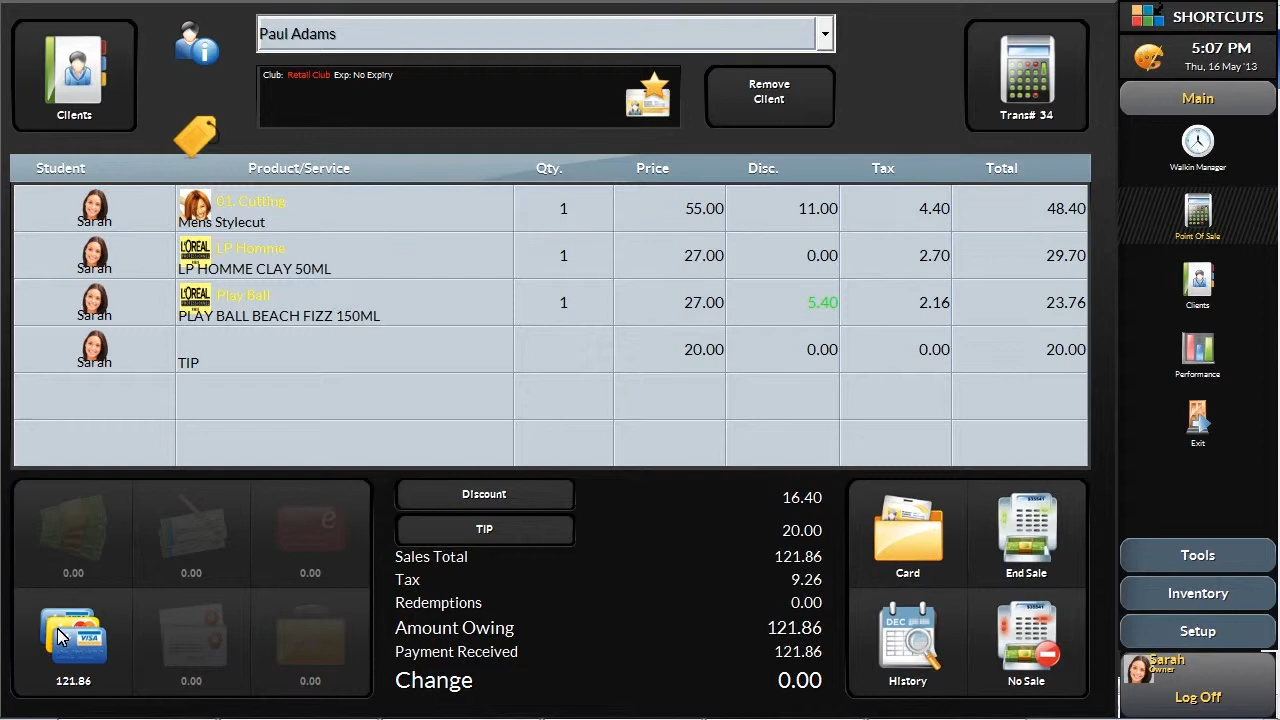 Paul Adams
SHORTCUTS
5:07 PM
Thu, 16 May '13
Club: Retail Club Exp: No Expiry
Remove
Client
Clients
Trans# 34
Main
Walkin Manager
Student Product/Service Qty. Price Disc. Tax Total
01. Cutting
Sarah Mens Stylecut 1 55.00 11.00 4.40 48.40
L'ORÉAL LP Homme
PROFESSIONNEL
Sarah LP HOMME CLAY 50ML 1 27.00 0.00 2.70 29.70
L'ORÉAL Play Ball
PROFESSIONNEL
Sarah PLAY BALL BEACH FIZZ 150ML 1 27.00 5.40 2.16 23.76
Sarah TIP 20.00 0.00 0.00 20.00
Point Of Sale
Clients
Performance
Exit
0.00 0.00 0.00
VISA
121.86 0.00 0.00
Discount 16.40
TIP 20.00
Sales Total 121.86
Tax 9.26
Redemptions 0.00
Amount Owing 121.86
Payment Received 121.86
Change 0.00
Card
End Sale
DEC
History
No Sale
Tools
Inventory
Setup
Sarah
Owner
Log Off